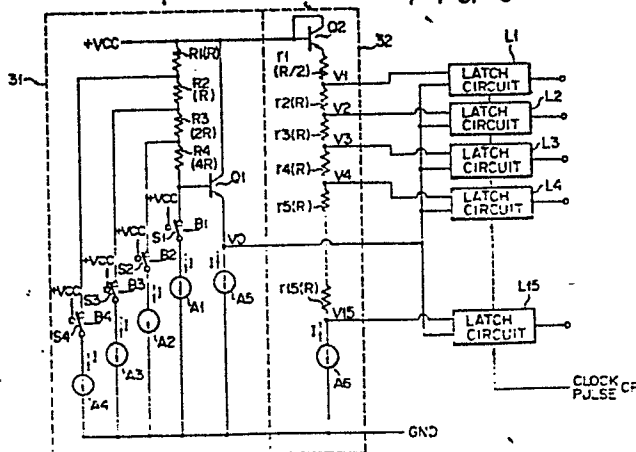 31
+VCC
R1(R)
R2
(R)
R3
(2R)
R4
(4R)
Q1
+VCC
S1
B1
+VCC
S2
B2
+VCC
S3
B3
+VCC
S4
B4
i
A1
i
A2
i
A3
i
A4
i
A5
VO
Q2
32
r1
(R/2)
V1
r2(R)
V2
r3(R)
V3
r4(R)
V4
r5(R)
r15(R)
V15
i
A6
GND
L1
LATCH
CIRCUIT
L2
LATCH
CIRCUIT
L3
LATCH
CIRCUIT
L4
LATCH
CIRCUIT
L15
LATCH
CIRCUIT
CLOCK
PULSE CP